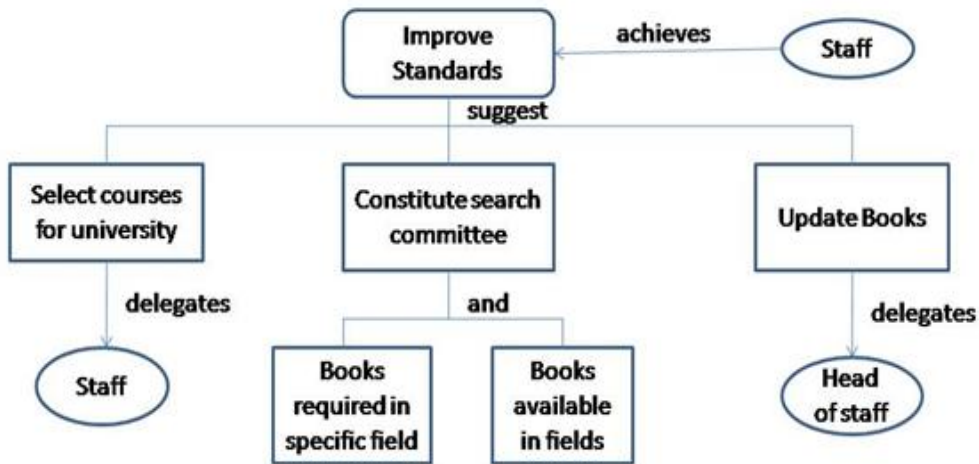 Improve
Standards
achieves
Staff
suggest
Select courses
for university
Constitute search
committee
Update Books
delegates
and
delegates
Staff
Books
required in
specific field
Books
available
in fields
Head
of staff